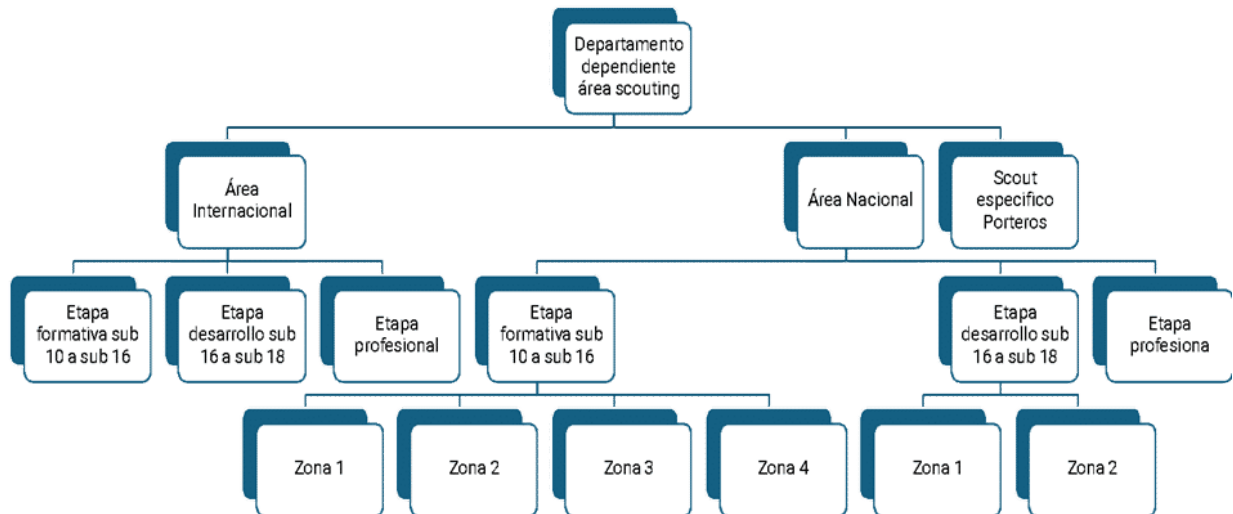 Departamento
dependiente
área scouting
Área
Internacional
Área Nacional
Scout
especifico
Porteros
Etapa
formativa sub
10 a sub 16
Etapa
desarrollo sub
16 a sub 18
Etapa
profesional
Etapa
formativa sub
10 a sub 16
Etapa
desarrollo sub
16 a sub 18
Etapa
profesiona
Zona 1
Zona 2
Zona 3
Zona 4
Zona 1
Zona 2